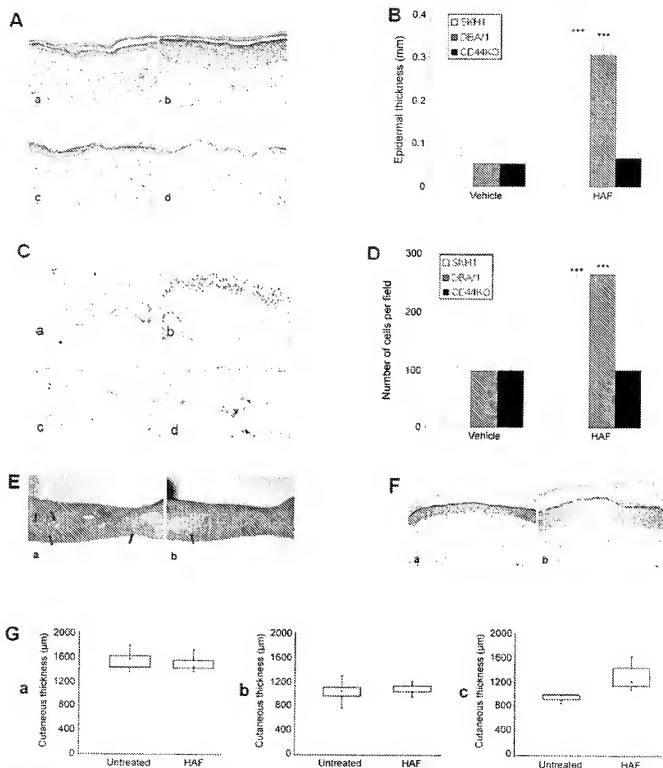 A
a
b
c
d
B
Epidermal thickness (mm)
0.4
0.3
0.2
0.1
0
SKH1
DBA/1
CD44KO
***
***
Vehicle
HAF
C
a
b
c
d
D
Number of cells per field
300
200
100
0
SKH1
DBA/1
CD44KO
***
***
Vehicle
HAF
E
a
b
F
a
b
G
a
Cutaneous thickness (µm)
2000
1600
1200
800
400
0
Untreated
HAF
b
Cutaneous thickness (µm)
2000
1600
1200
800
400
0
Untreated
HAF
c
Cutaneous thickness (µm)
2000
1600
1200
800
400
0
Untreated
HAF